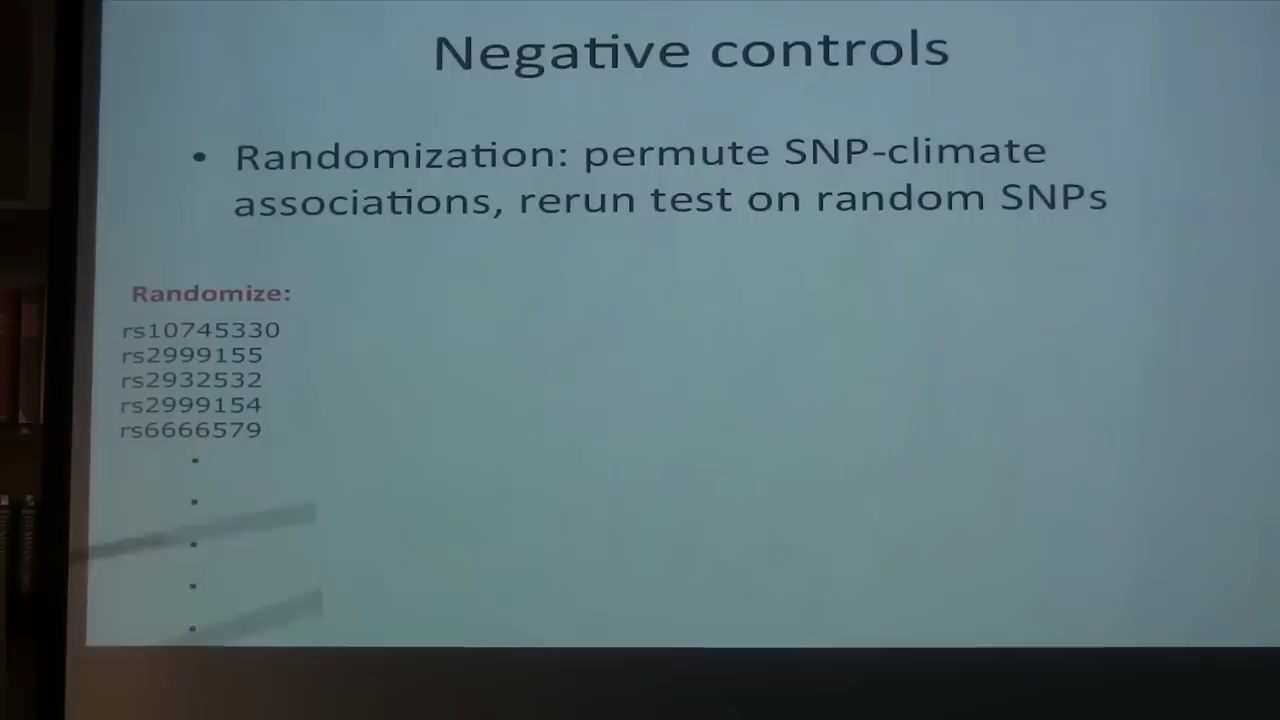 Negative controls
• Randomization: permute SNP-climate
associations, rerun test on random SNPs
Randomize:
rs10745330
rs2999155
rs2932532
rs2999154
rs6666579